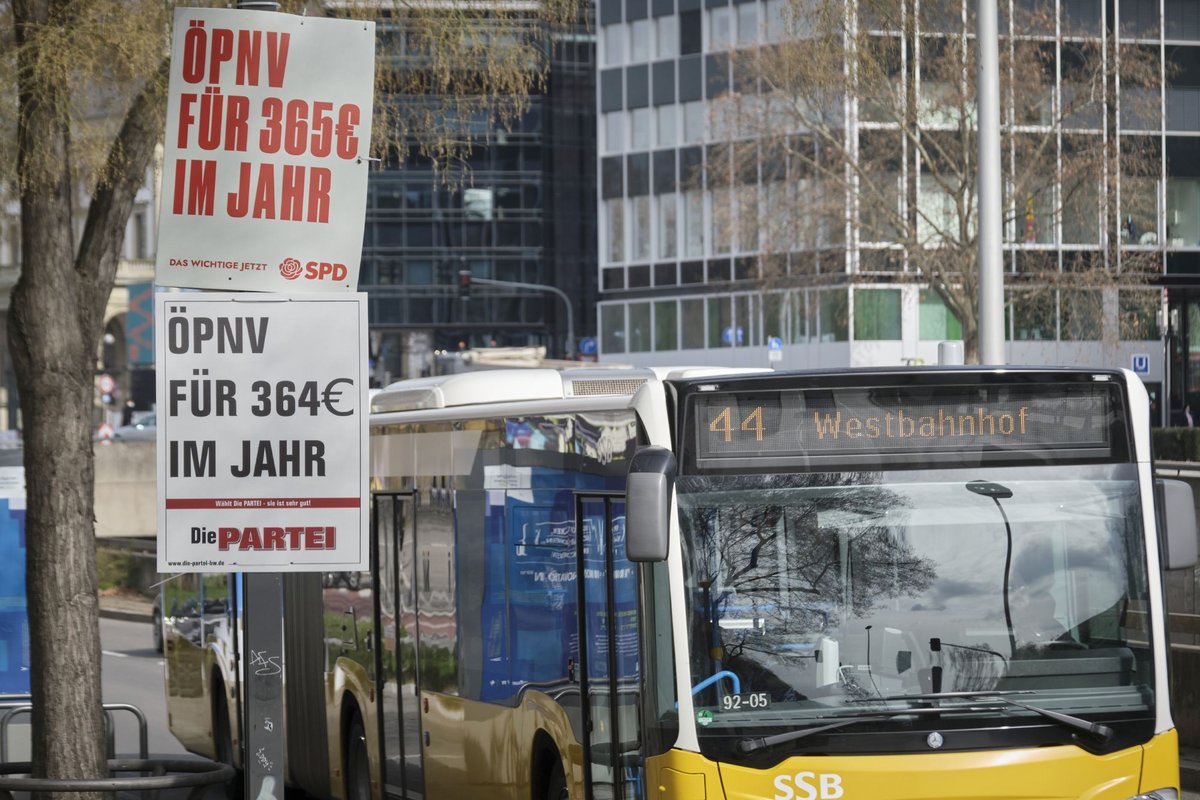 ÖPNV
FÜR 365€
IM JAHR
DAS WICHTIGE JETZT SPD
ÖPNV
FÜR 364€
IM JAHR
Wählt Die PARTEI - sie ist sehr gut!
Die PARTEI
www.die-partei-bw.de
44 Westbahnhof
92-05
SSB
U